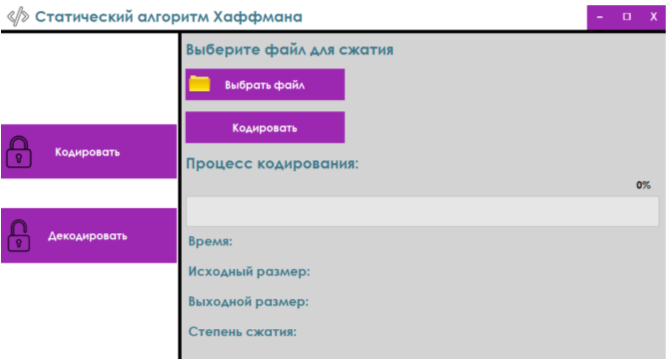 </> Статический алгоритм Хаффмана
- □ X
Кодировать
Декодировать
Выберите файл для сжатия
Выбрать файл
Кодировать
Процесс кодирования:
0%
Время:
Исходный размер:
Выходной размер:
Степень сжатия: